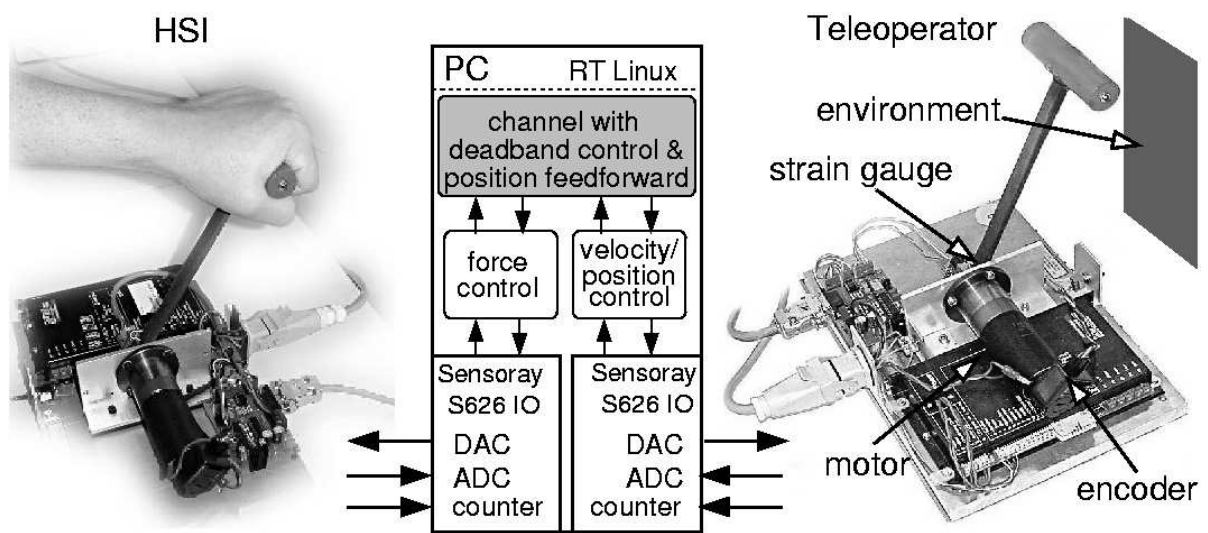 HSI
PC RT Linux
channel with
deadband control &
position feedforward
force
control
velocity/
position
control
Sensoray
S626 IO
DAC
ADC
counter
Sensoray
S626 IO
DAC
ADC
counter
Teleoperator
environment
strain gauge
motor
encoder